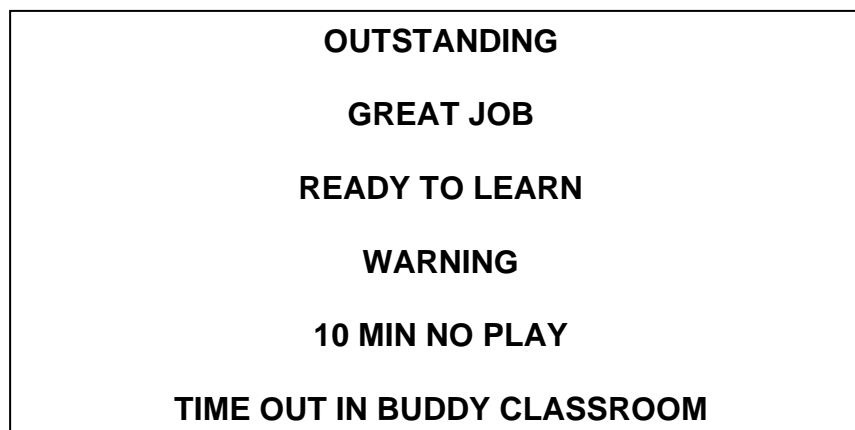 OUTSTANDING
GREAT JOB
READY TO LEARN
WARNING
10 MIN NO PLAY
TIME OUT IN BUDDY CLASSROOM